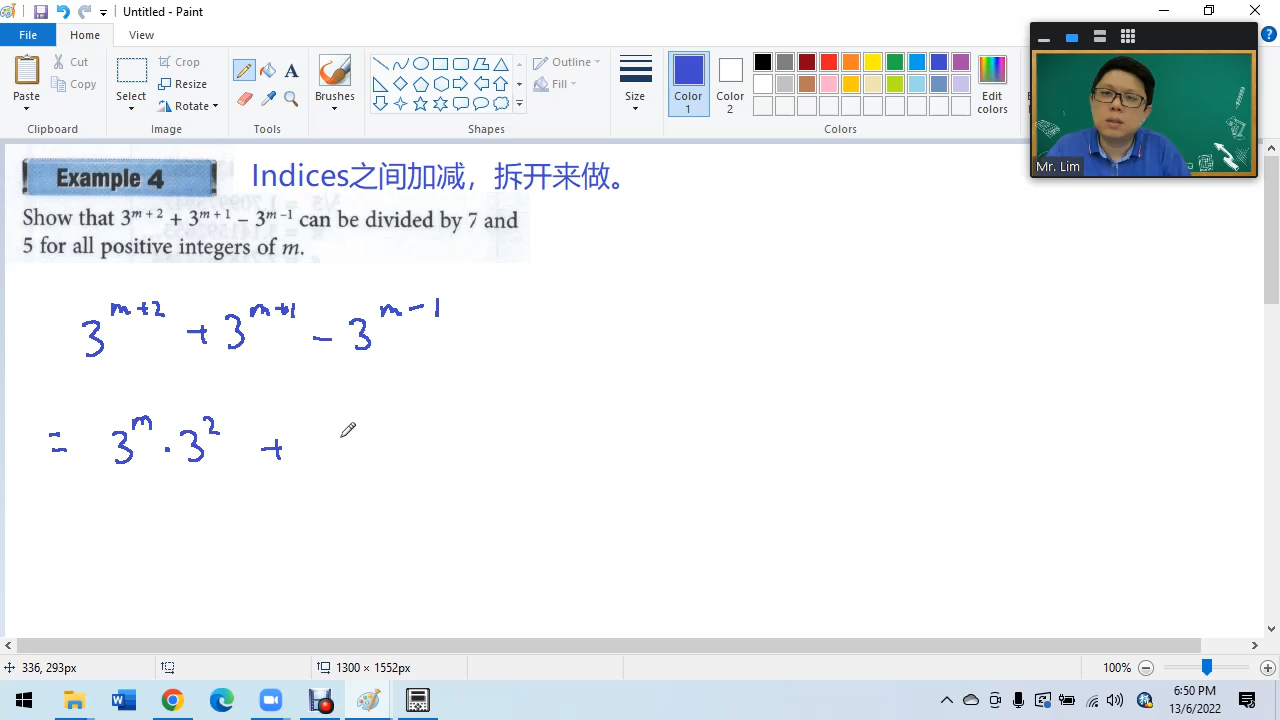 Untitled - Paint
File Home View
Paste
Cut
Copy
Clipboard
Select
Crop
Resize
Rotate
Image
A
Tools
Brushes
Shapes
Outline
Fill
Size
Color 1
Color 2
Edit colors
Colors
Mr. Lim
Example 4
Indices之间加减，拆开来做。
Show that 3^{m + 2} + 3^{m + 1} – 3^{m – 1} can be divided by 7 and
5 for all positive integers of m.
3^{m+2} + 3^{m+1} - 3^{m-1}
= 3^m · 3^2 +
336, 293px
1300 × 1552px
100%
6:50 PM
13/6/2022